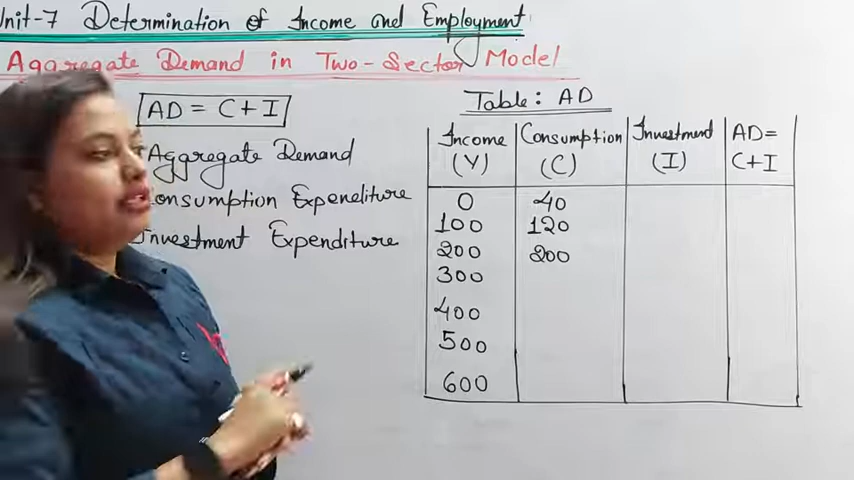 Unit-7 Determination of Income and Employment
Aggregate Demand in Two-Sector Model
AD = C+I
Aggregate Demand
Consumption Expenditure
Investment Expenditure
Table: AD
Income (Y) Consumption (C) Investment (I) AD = C+I
0 40
100 120
200 200
300
400
500
600